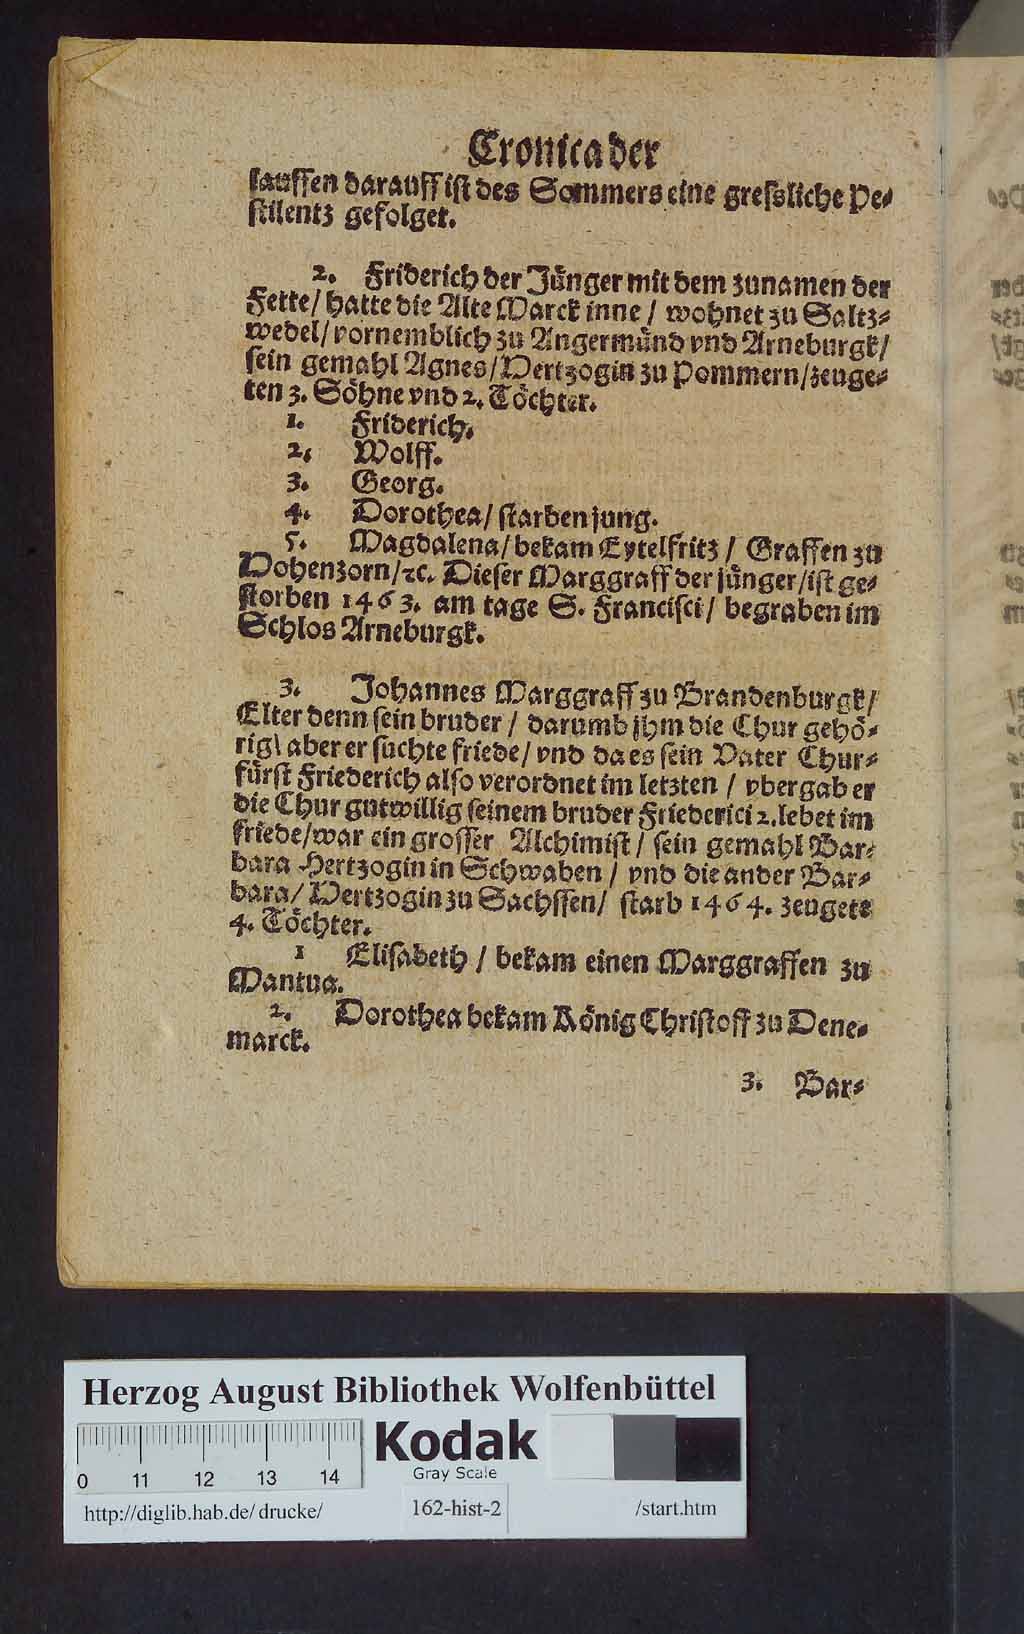 Cronica der
lauffen darauff ist des Sommers eine gresliche Pe-
stilentz gefolget.
2. Friderich der Jünger mit dem zunamen der
Fette/ hatte die Alte Marck inne / wohnet zu Saltz-
wedel/ vornemblich zu Angermünd vnd Arneburgk/
sein gemahl Agnes/Hertzogin zu Pommern/zeuge-
ten 3. Söhne vnd 2. Töchter.
1. Friderich.
2. Wolff.
3. Georg.
4. Dorothea/ starben jung.
5. Magdalena/ bekam Eytelfritz / Graffen zu
Hohenzorn/ꝛc. Dieser Marggraff der jünger/ist ge-
storben 1463. am tage S. Francisci/ begraben im
Schlos Arneburgk.
3. Johannes Marggraff zu Brandenburgk/
Elter denn sein bruder / darumb jhm die Chur gehö-
rig\ aber er suchte friede/ vnd da es sein Vater Chur-
fürst Friederich also verordnet im letzten / vbergab er
die Chur gutwillig seinem bruder Friederici 2. lebet im
friede/war ein grosser Alchimist/ sein gemahl Bar-
bara Hertzogin in Schwaben / vnd die ander Bar-
bara/ Hertzogin zu Sachssen/ starb 1464. zeugete
4. Töchter.
1 Elisabeth / bekam einen Marggraffen zu
Mantua.
2. Dorothea bekam König Christoff zu Dene-
marck.
3. Bar-
Herzog August Bibliothek Wolfenbüttel
0 11 12 13 14
Kodak
Gray Scale
http://diglib.hab.de/ drucke/ 162-hist-2 /start.htm